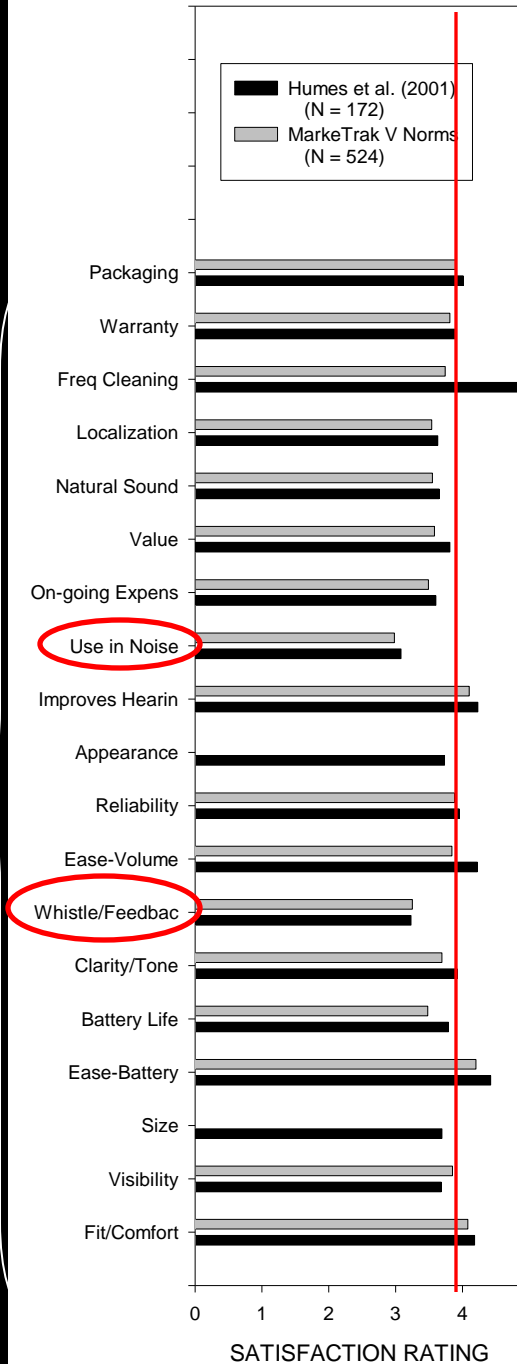 Humes et al. (2001)
(N = 172)
MarkeTrak V Norms
(N = 524)
Packaging
Warranty
Freq Cleaning
Localization
Natural Sound
Value
On-going Expens
Use in Noise
Improves Hearin
Appearance
Reliability
Ease-Volume
Whistle/Feedbac
Clarity/Tone
Battery Life
Ease-Battery
Size
Visibility
Fit/Comfort
0 1 2 3 4
SATISFACTION RATING